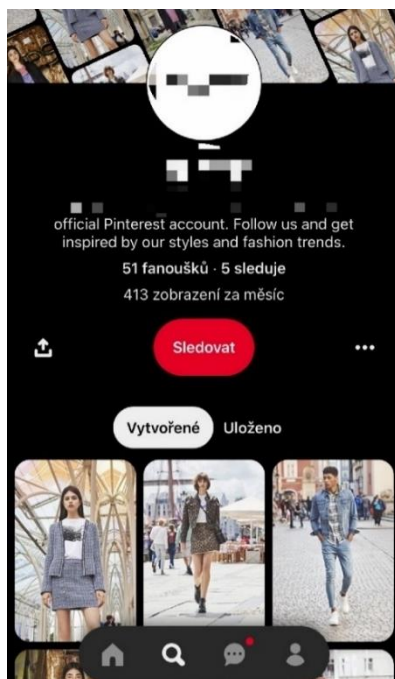 official Pinterest account. Follow us and get
inspired by our styles and fashion trends.
51 fanoušků · 5 sleduje
413 zobrazení za měsíc
Sledovat
Vytvořené
Uloženo